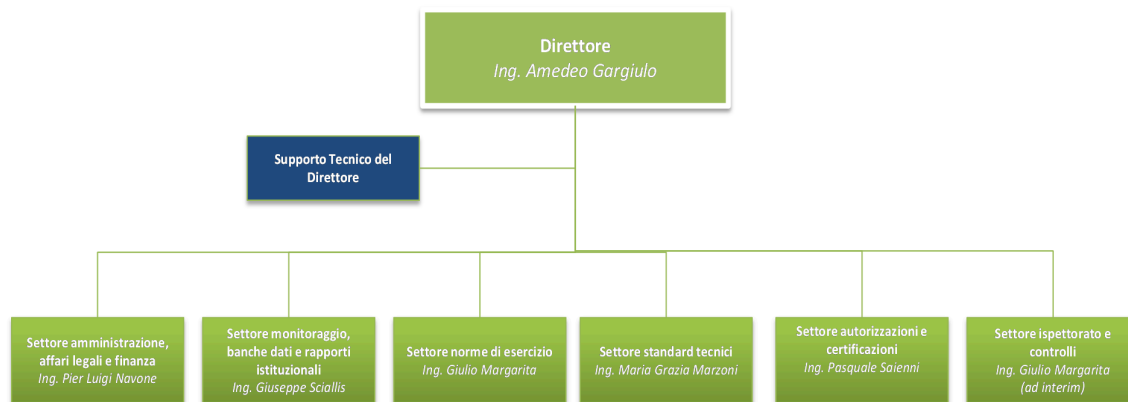 Direttore
Ing. Amedeo Gargiulo
Supporto Tecnico del
Direttore
Settore amministrazione,
affari legali e finanza
Ing. Pier Luigi Navone
Settore monitoraggio,
banche dati e rapporti
istituzionali
Ing. Giuseppe Sciallis
Settore norme di esercizio
Ing. Giulio Margarita
Settore standard tecnici
Ing. Maria Grazia Marzoni
Settore autorizzazioni e
certificazioni
Ing. Pasquale Saienni
Settore ispettorato e
controlli
Ing. Giulio Margarita
(ad interim)